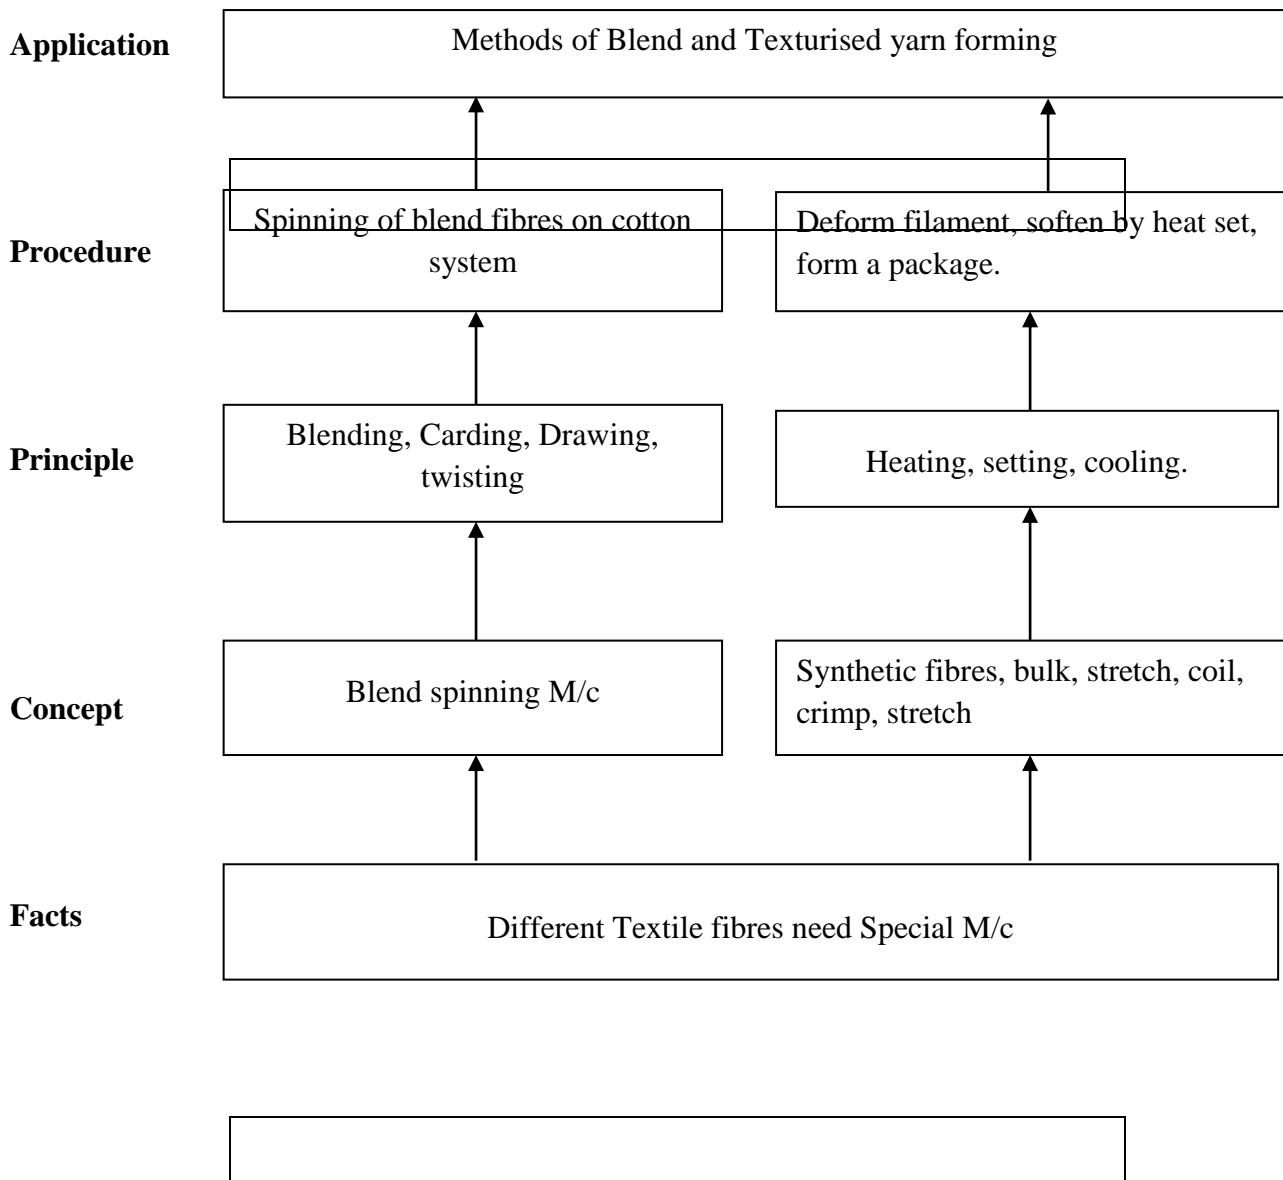 Application
Methods of Blend and Texturised yarn forming
Procedure
Spinning of blend fibres on cotton
system
Deform filament, soften by heat set,
form a package.
Principle
Blending, Carding, Drawing,
twisting
Heating, setting, cooling.
Concept
Blend spinning M/c
Synthetic fibres, bulk, stretch, coil,
crimp, stretch
Facts
Different Textile fibres need Special M/c